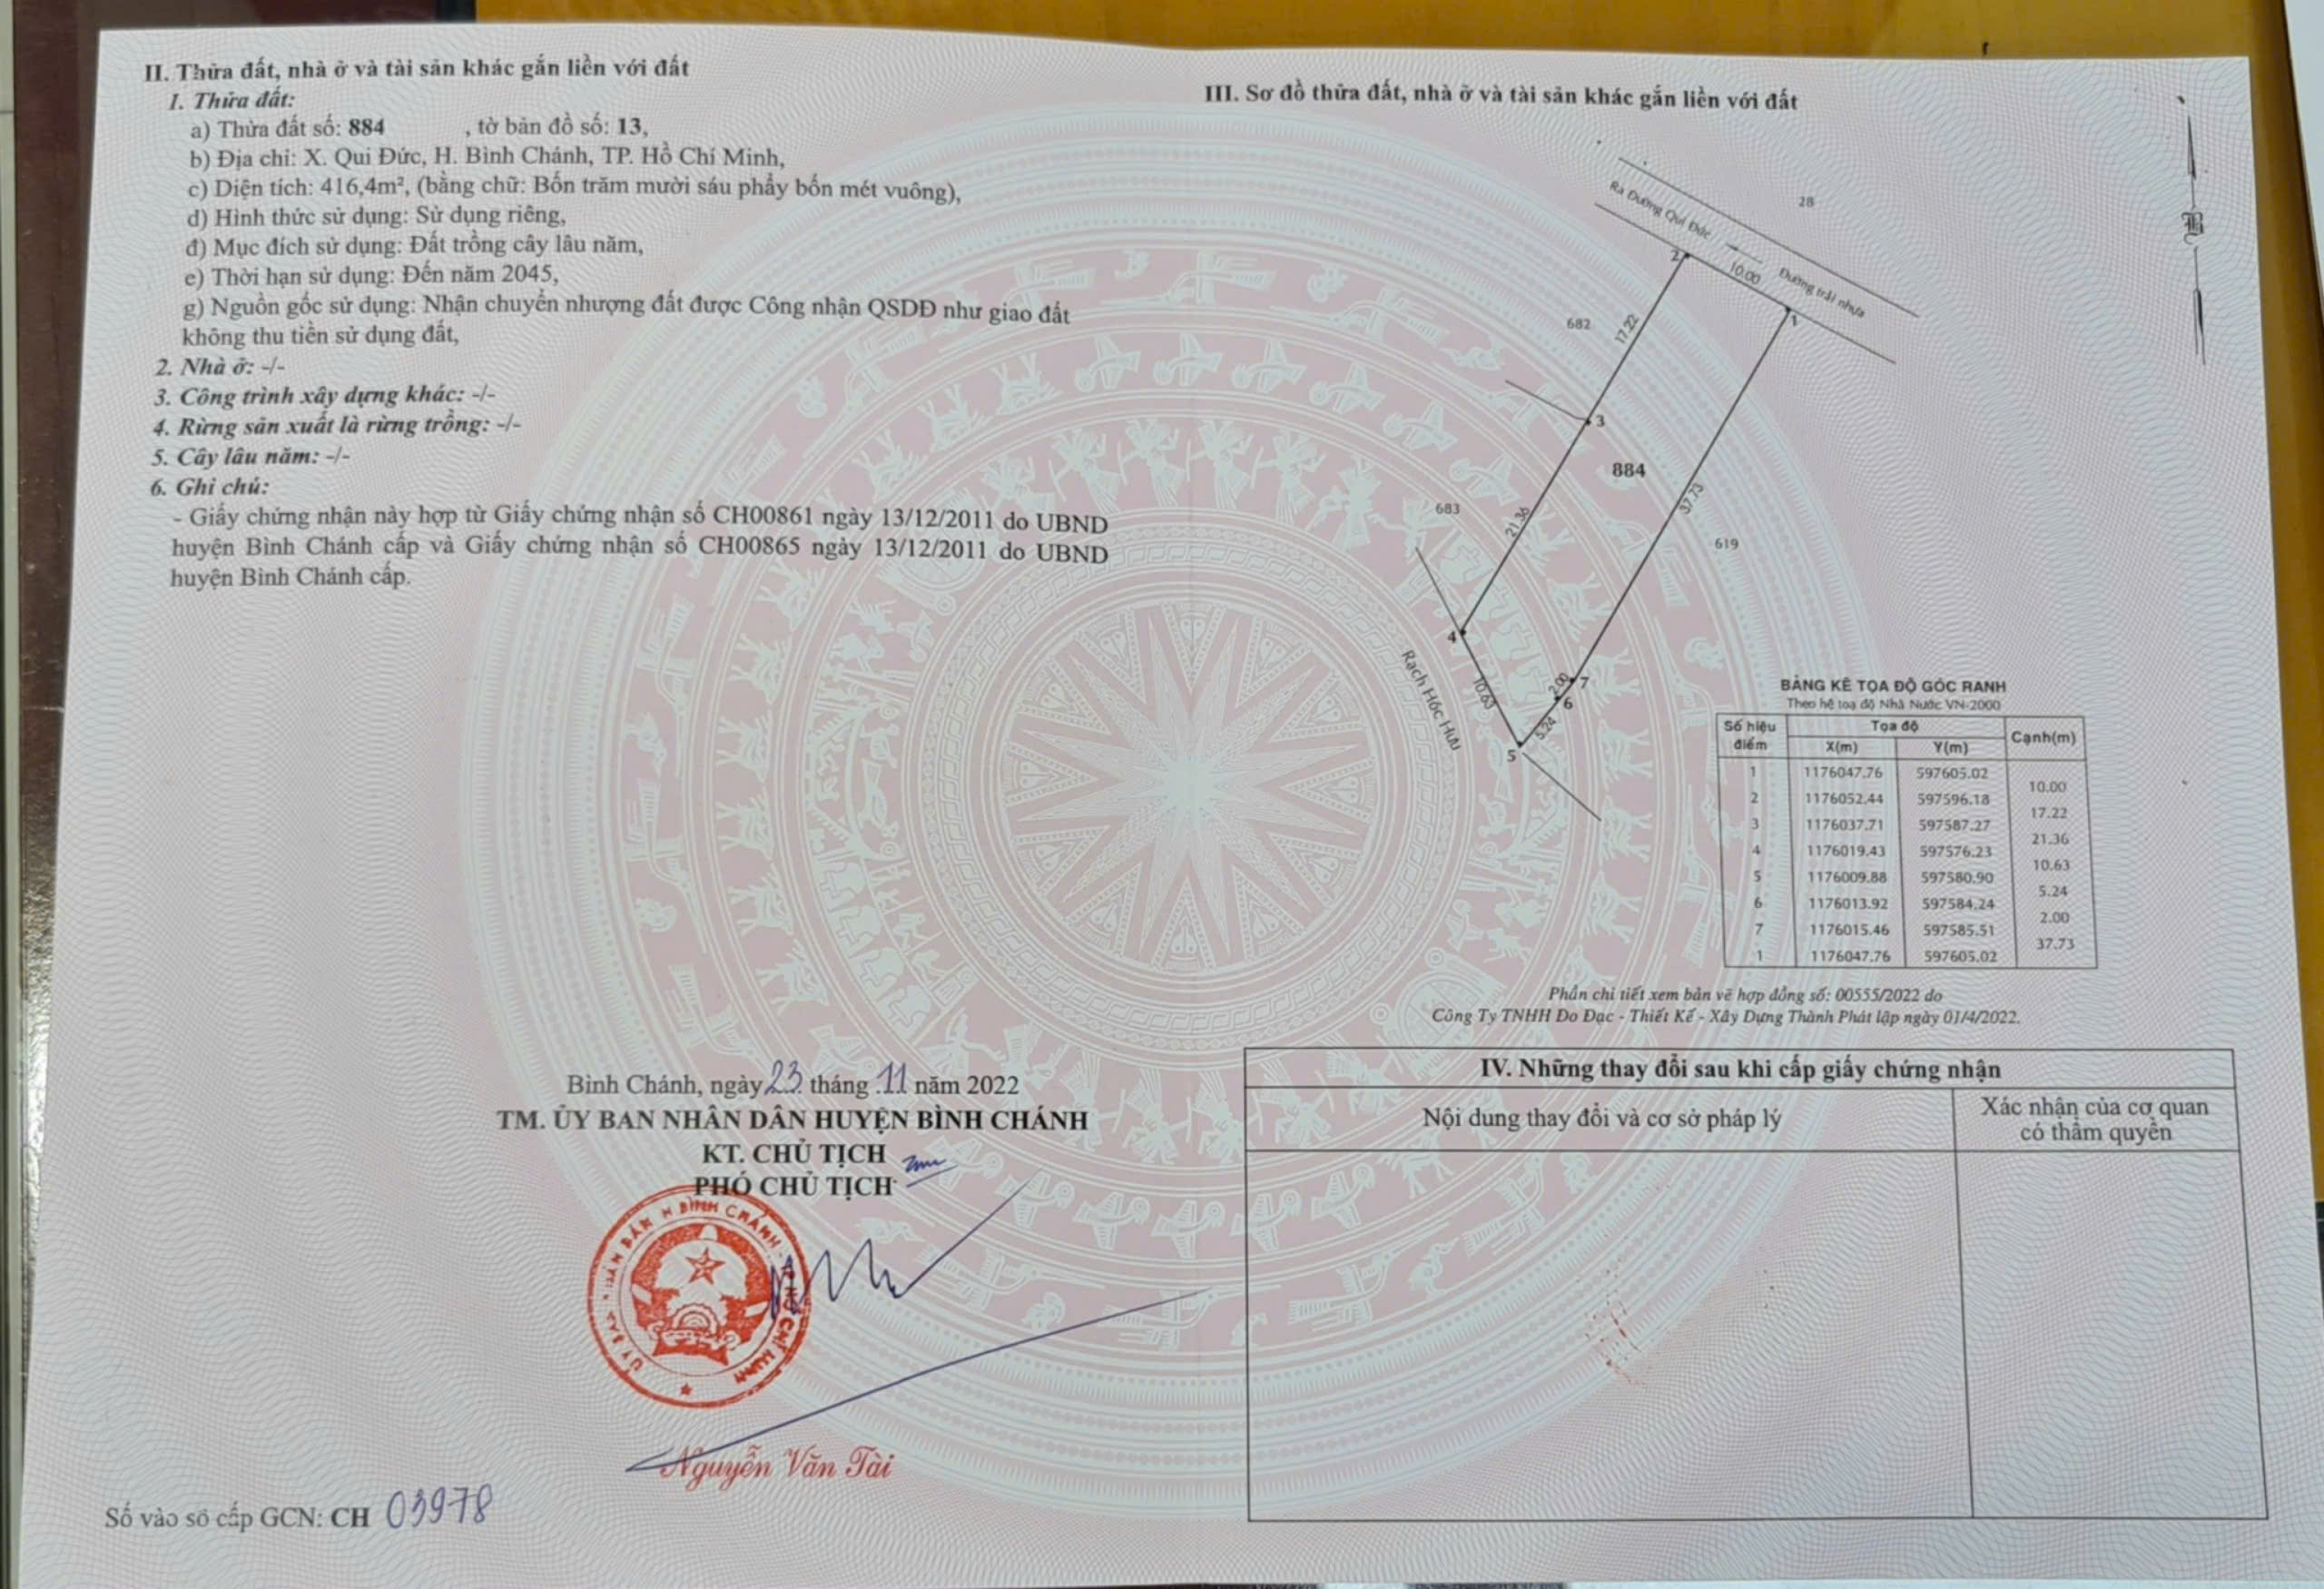 II. Thửa đất, nhà ở và tài sản khác gắn liền với đất
1. Thửa đất:
a) Thửa đất số: 884 , tờ bản đồ số: 13,
b) Địa chỉ: X. Qui Đức, H. Bình Chánh, TP. Hồ Chí Minh,
c) Diện tích: 416,4m², (bằng chữ: Bốn trăm mười sáu phẩy bốn mét vuông),
d) Hình thức sử dụng: Sử dụng riêng,
đ) Mục đích sử dụng: Đất trồng cây lâu năm,
e) Thời hạn sử dụng: Đến năm 2045,
g) Nguồn gốc sử dụng: Nhận chuyển nhượng đất được Công nhận QSDĐ như giao đất
không thu tiền sử dụng đất,
2. Nhà ở: -/-
3. Công trình xây dựng khác: -/-
4. Rừng sản xuất là rừng trồng: -/-
5. Cây lâu năm: -/-
6. Ghi chú:
- Giấy chứng nhận này hợp từ Giấy chứng nhận số CH00861 ngày 13/12/2011 do UBND
huyện Bình Chánh cấp và Giấy chứng nhận số CH00865 ngày 13/12/2011 do UBND
huyện Bình Chánh cấp.
Bình Chánh, ngày 23 tháng 11 năm 2022
TM. ỦY BAN NHÂN DÂN HUYỆN BÌNH CHÁNH
KT. CHỦ TỊCH
PHÓ CHỦ TỊCH
Nguyễn Văn Tài
Số vào sổ cấp GCN: CH 03978
III. Sơ đồ thửa đất, nhà ở và tài sản khác gắn liền với đất
B
28
Ra Đường Qui Đức
Đường trải nhựa
2
10.00
1
682
17.22
3
884
37.73
683
21.36
619
4
Rạch Hốc Hưu
10.63
2.00
7
6
5.24
5
BẢNG KÊ TỌA ĐỘ GÓC RANH
Theo hệ toạ độ Nhà Nước VN-2000
Số hiệu điểm Tọa độ Cạnh(m)
X(m) Y(m)
1 1176047.76 597605.02
10.00
2 1176052.44 597596.18
17.22
3 1176037.71 597587.27
21.36
4 1176019.43 597576.23
10.63
5 1176009.88 597580.90
5.24
6 1176013.92 597584.24
2.00
7 1176015.46 597585.51
37.73
1 1176047.76 597605.02
Phần chi tiết xem bản vẽ hợp đồng số: 00555/2022 do
Công Ty TNHH Đo Đạc - Thiết Kế - Xây Dựng Thành Phát lập ngày 01/4/2022.
IV. Những thay đổi sau khi cấp giấy chứng nhận
Nội dung thay đổi và cơ sở pháp lý
Xác nhận của cơ quan
có thẩm quyền